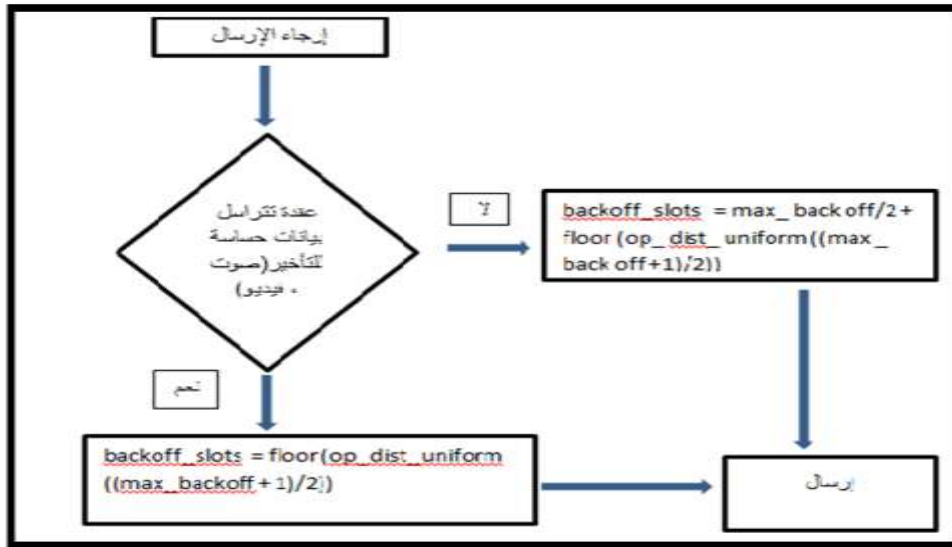 إرجاء الإرسال
عقدة تتراسل
بيانات حساسة
للتأخير(صوت
، فيديو)
لا
backoff_slots = max_ back off/2 +
floor (op_ dist_ uniform ((max _
back off+1)/2))
نعم
backoff_slots = floor(op_dist_uniform
((max_backoff + 1)/2))
إرسال